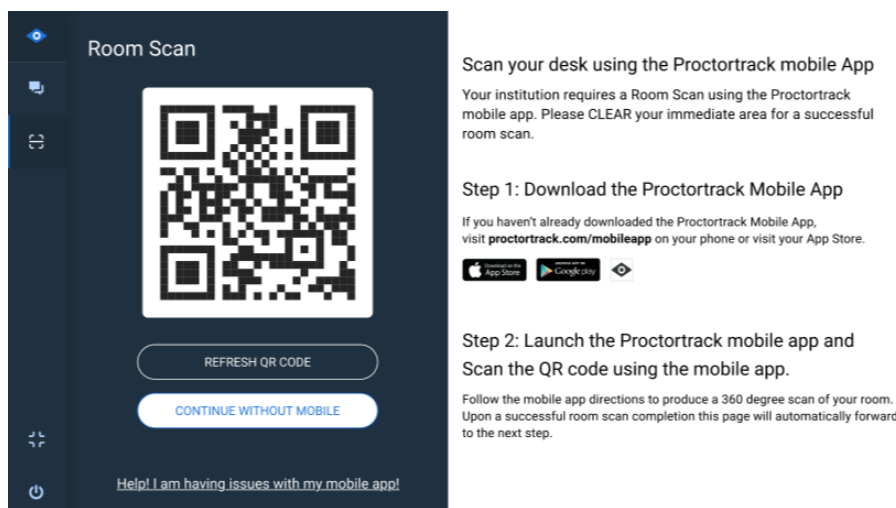 Room Scan
REFRESH QR CODE
CONTINUE WITHOUT MOBILE
Help! I am having issues with my mobile app!
Scan your desk using the Proctortrack mobile App
Your institution requires a Room Scan using the Proctortrack
mobile app. Please CLEAR your immediate area for a successful
room scan.
Step 1: Download the Proctortrack Mobile App
If you haven't already downloaded the Proctortrack Mobile App,
visit proctortrack.com/mobileapp on your phone or visit your App Store.
Download on the
App Store
ANDROID APP ON
Google play
Step 2: Launch the Proctortrack mobile app and
Scan the QR code using the mobile app.
Follow the mobile app directions to produce a 360 degree scan of your room.
Upon a successful room scan completion this page will automatically forward
to the next step.